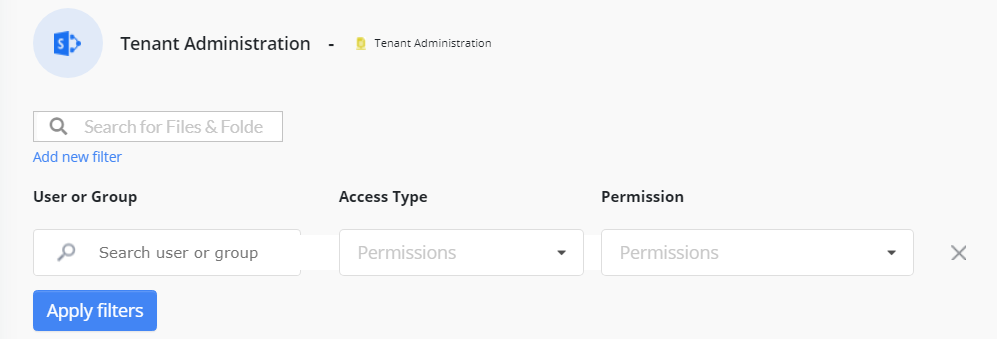 Tenant Administration - Tenant Administration
Search for Files & Folde
Add new filter
User or Group Access Type Permission
Search user or group Permissions Permissions
Apply filters